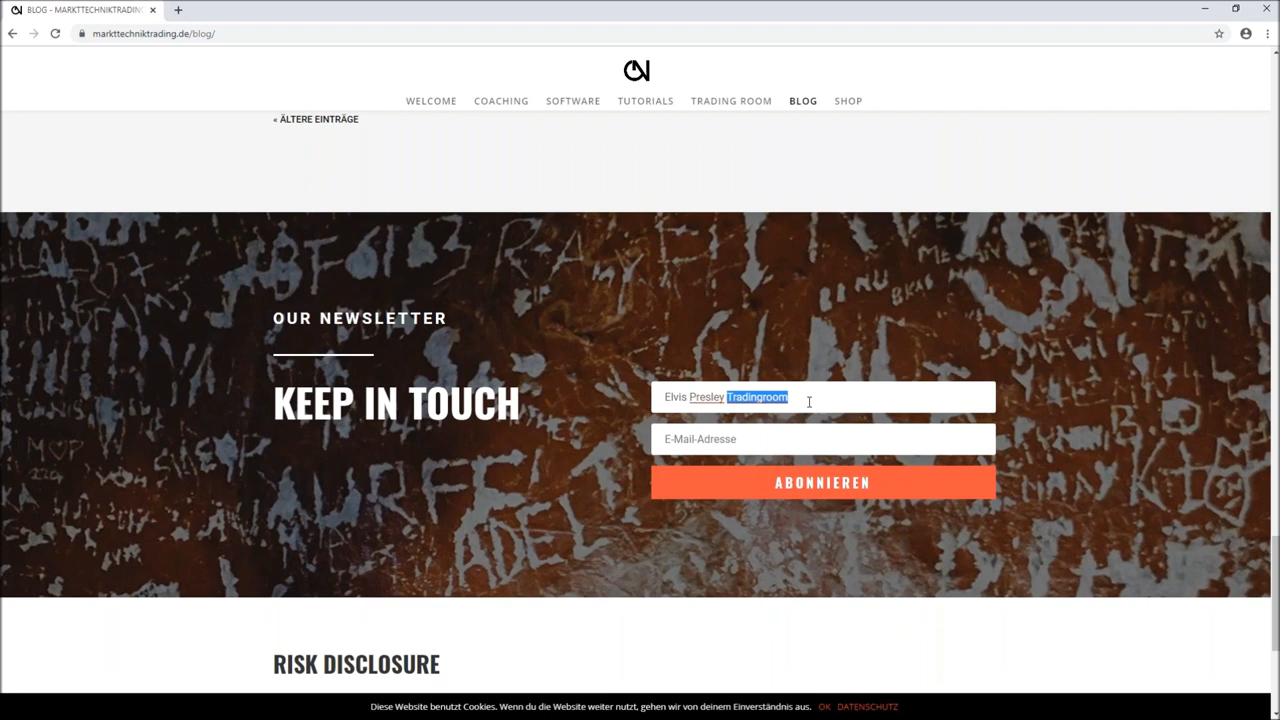 BLOG - MARKTTECHNIKTRADING
markttechniktrading.de/blog/
WELCOME COACHING SOFTWARE TUTORIALS TRADING ROOM BLOG SHOP
« ÄLTERE EINTRÄGE
OUR NEWSLETTER
KEEP IN TOUCH
Elvis Presley Tradingroom
E-Mail-Adresse
ABONNIEREN
RISK DISCLOSURE
Diese Website benutzt Cookies. Wenn du die Website weiter nutzt, gehen wir von deinem Einverständnis aus. OK DATENSCHUTZ